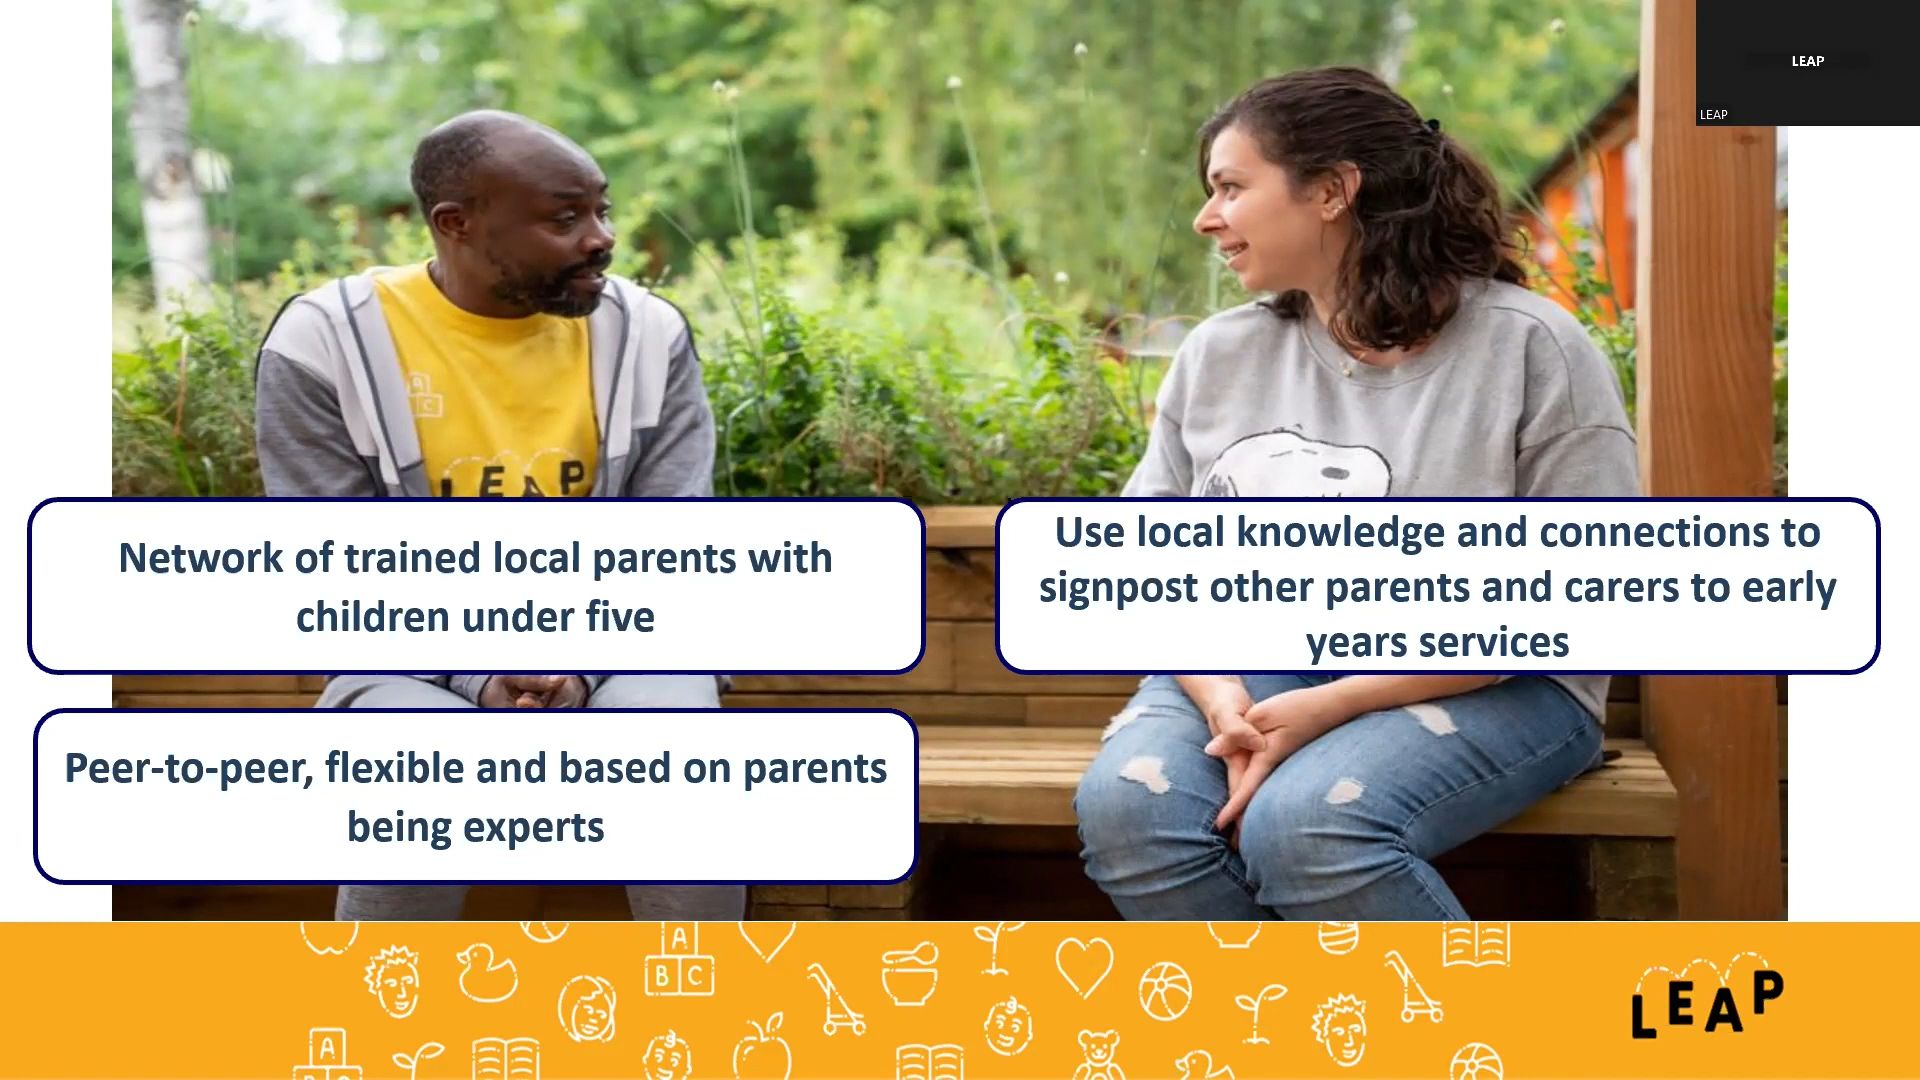 LEAP
LEAP
A
C
LEAP
Network of trained local parents with
children under five
Use local knowledge and connections to
signpost other parents and carers to early
years services
Peer-to-peer, flexible and based on parents
being experts
A
B C
LEAP
A
B C